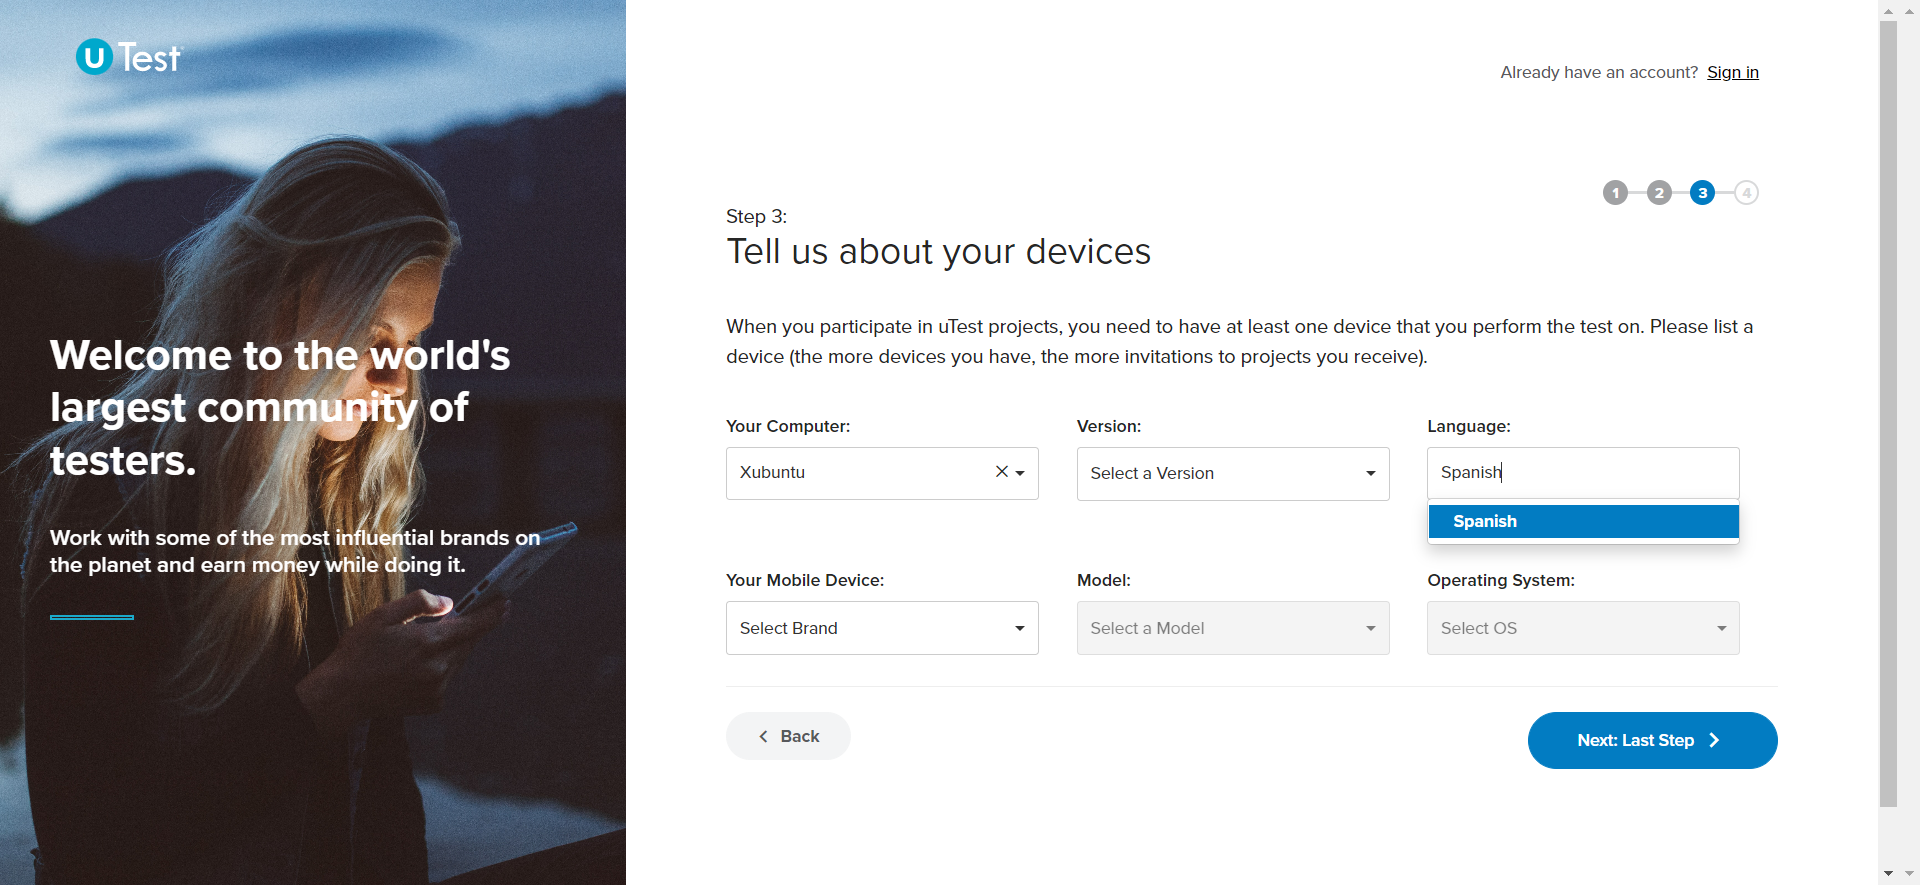 U Test
Already have an account? Sign in
1 2 3 4
Step 3:
Tell us about your devices
Welcome to the world's
largest community of
testers.
Work with some of the most influential brands on
the planet and earn money while doing it.
When you participate in uTest projects, you need to have at least one device that you perform the test on. Please list a
device (the more devices you have, the more invitations to projects you receive).
Your Computer: Version: Language:
Xubuntu Select a Version Spanish
Spanish
Your Mobile Device: Model: Operating System:
Select Brand Select a Model Select OS
Back Next: Last Step